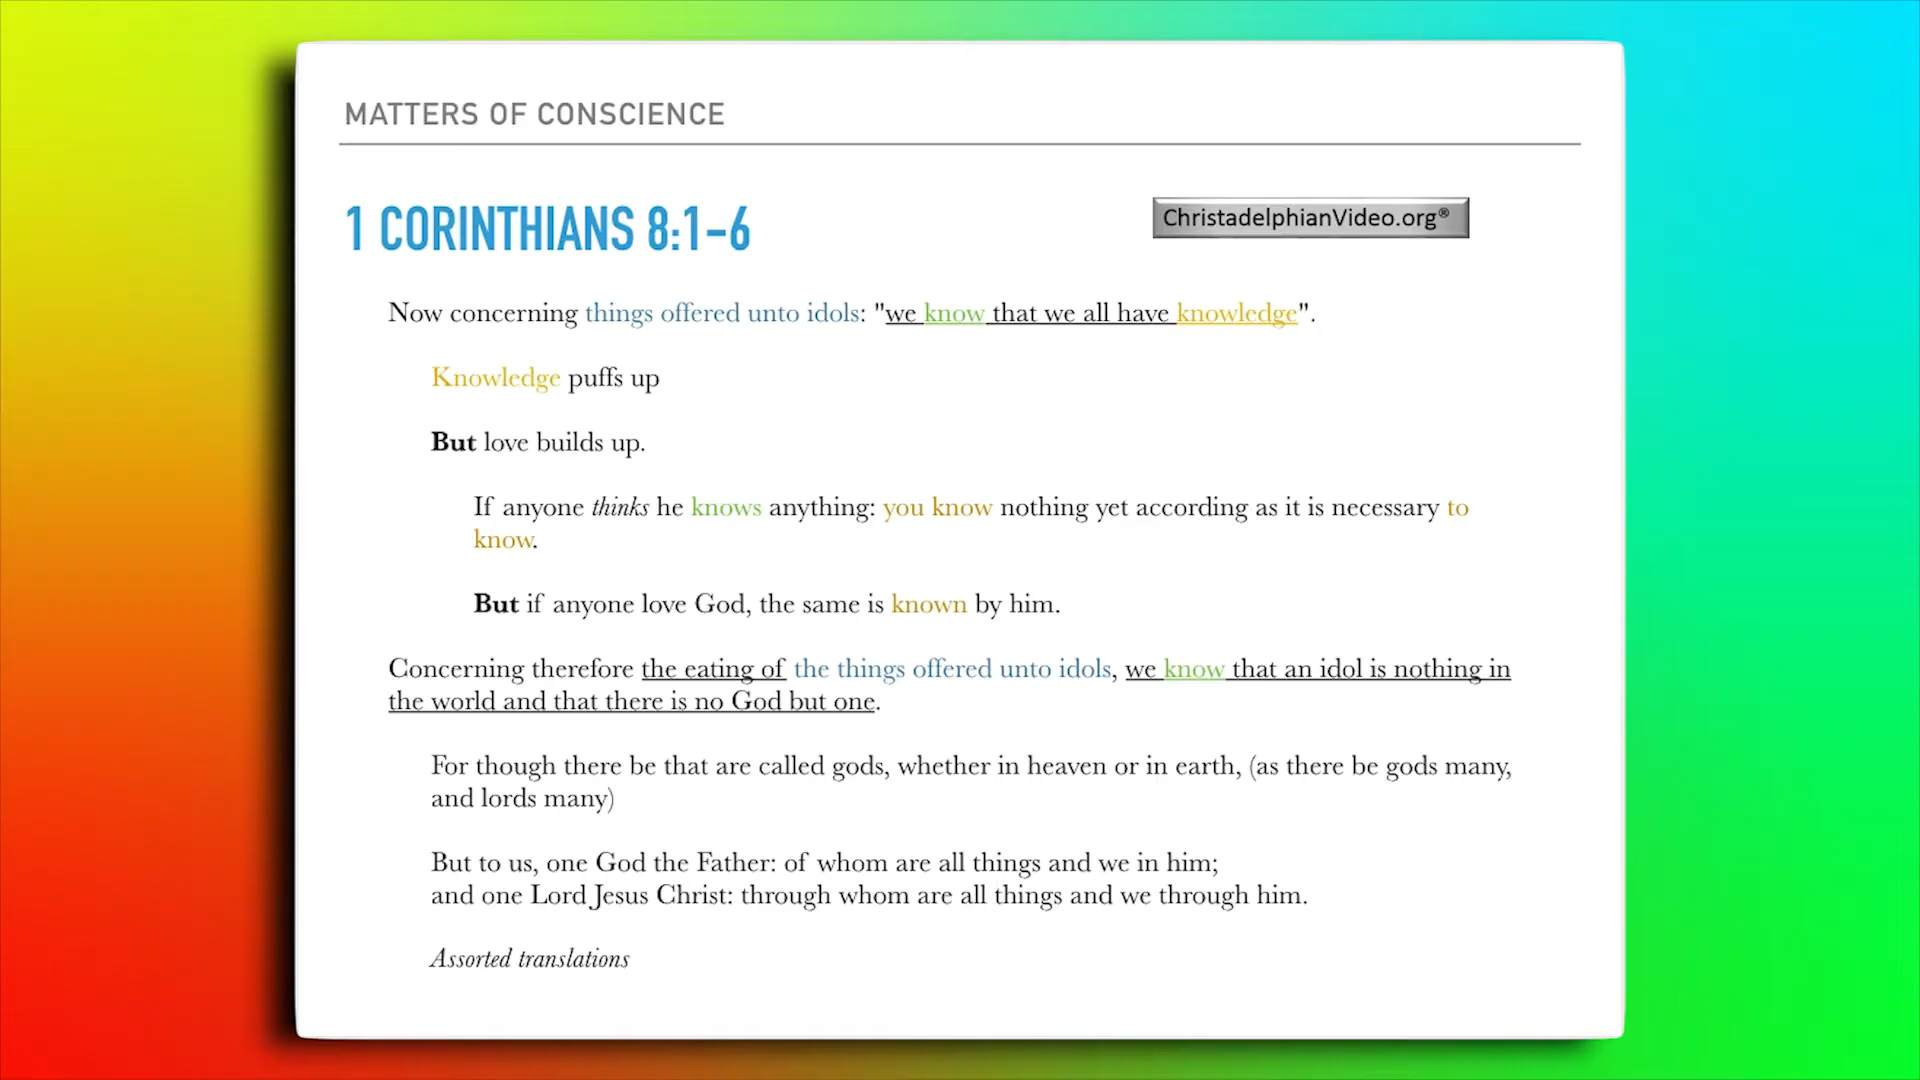 MATTERS OF CONSCIENCE
1 CORINTHIANS 8:1-6
ChristadelphianVideo.org®
Now concerning things offered unto idols: "we know that we all have knowledge".
Knowledge puffs up
But love builds up.
If anyone thinks he knows anything: you know nothing yet according as it is necessary to
know.
But if anyone love God, the same is known by him.
Concerning therefore the eating of the things offered unto idols, we know that an idol is nothing in
the world and that there is no God but one.
For though there be that are called gods, whether in heaven or in earth, (as there be gods many,
and lords many)
But to us, one God the Father: of whom are all things and we in him;
and one Lord Jesus Christ: through whom are all things and we through him.
Assorted translations